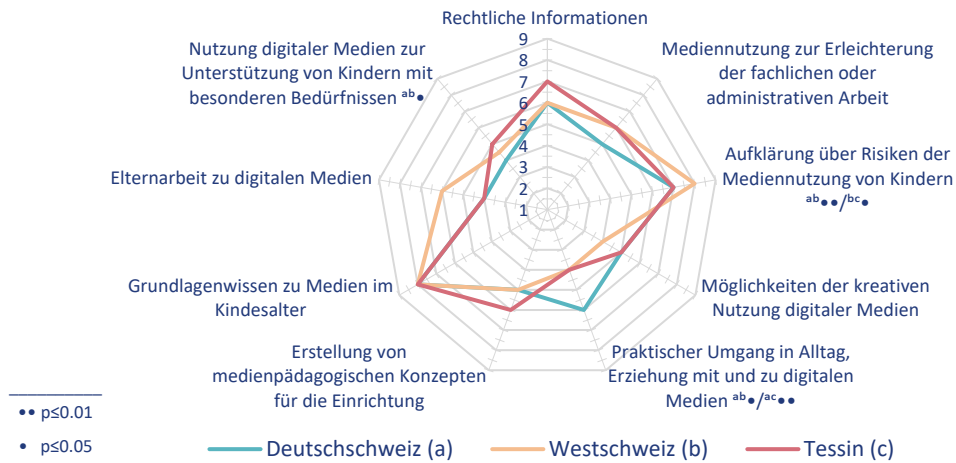 Rechtliche Informationen
9
8
7
6
5
4
3
2
1
Mediennutzung zur Erleichterung
der fachlichen oder
administrativen Arbeit
Aufklärung über Risiken der
Mediennutzung von Kindern
ab••/bc•
Möglichkeiten der kreativen
Nutzung digitaler Medien
Praktischer Umgang in Alltag,
Erziehung mit und zu digitalen
Medien ab•/ac••
Erstellung von
medienpädagogischen Konzepten
für die Einrichtung
Grundlagenwissen zu Medien im
Kindesalter
Elternarbeit zu digitalen Medien
Nutzung digitaler Medien zur
Unterstützung von Kindern mit
besonderen Bedürfnissen ab•
•• p≤0.01
• p≤0.05
Deutschschweiz (a)
Westschweiz (b)
Tessin (c)